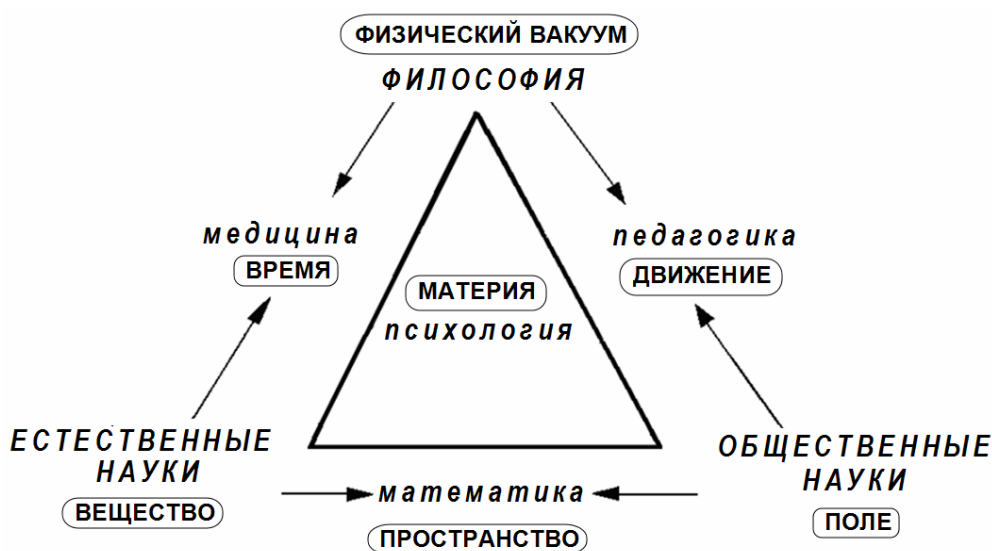 ФИЗИЧЕСКИЙ ВАКУУМ
ФИЛОСОФИЯ
медицина
ВРЕМЯ
педагогика
ДВИЖЕНИЕ
МАТЕРИЯ
психология
ЕСТЕСТВЕННЫЕ
НАУКИ
ВЕЩЕСТВО
математика
ПРОСТРАНСТВО
ОБЩЕСТВЕННЫЕ
НАУКИ
ПОЛЕ